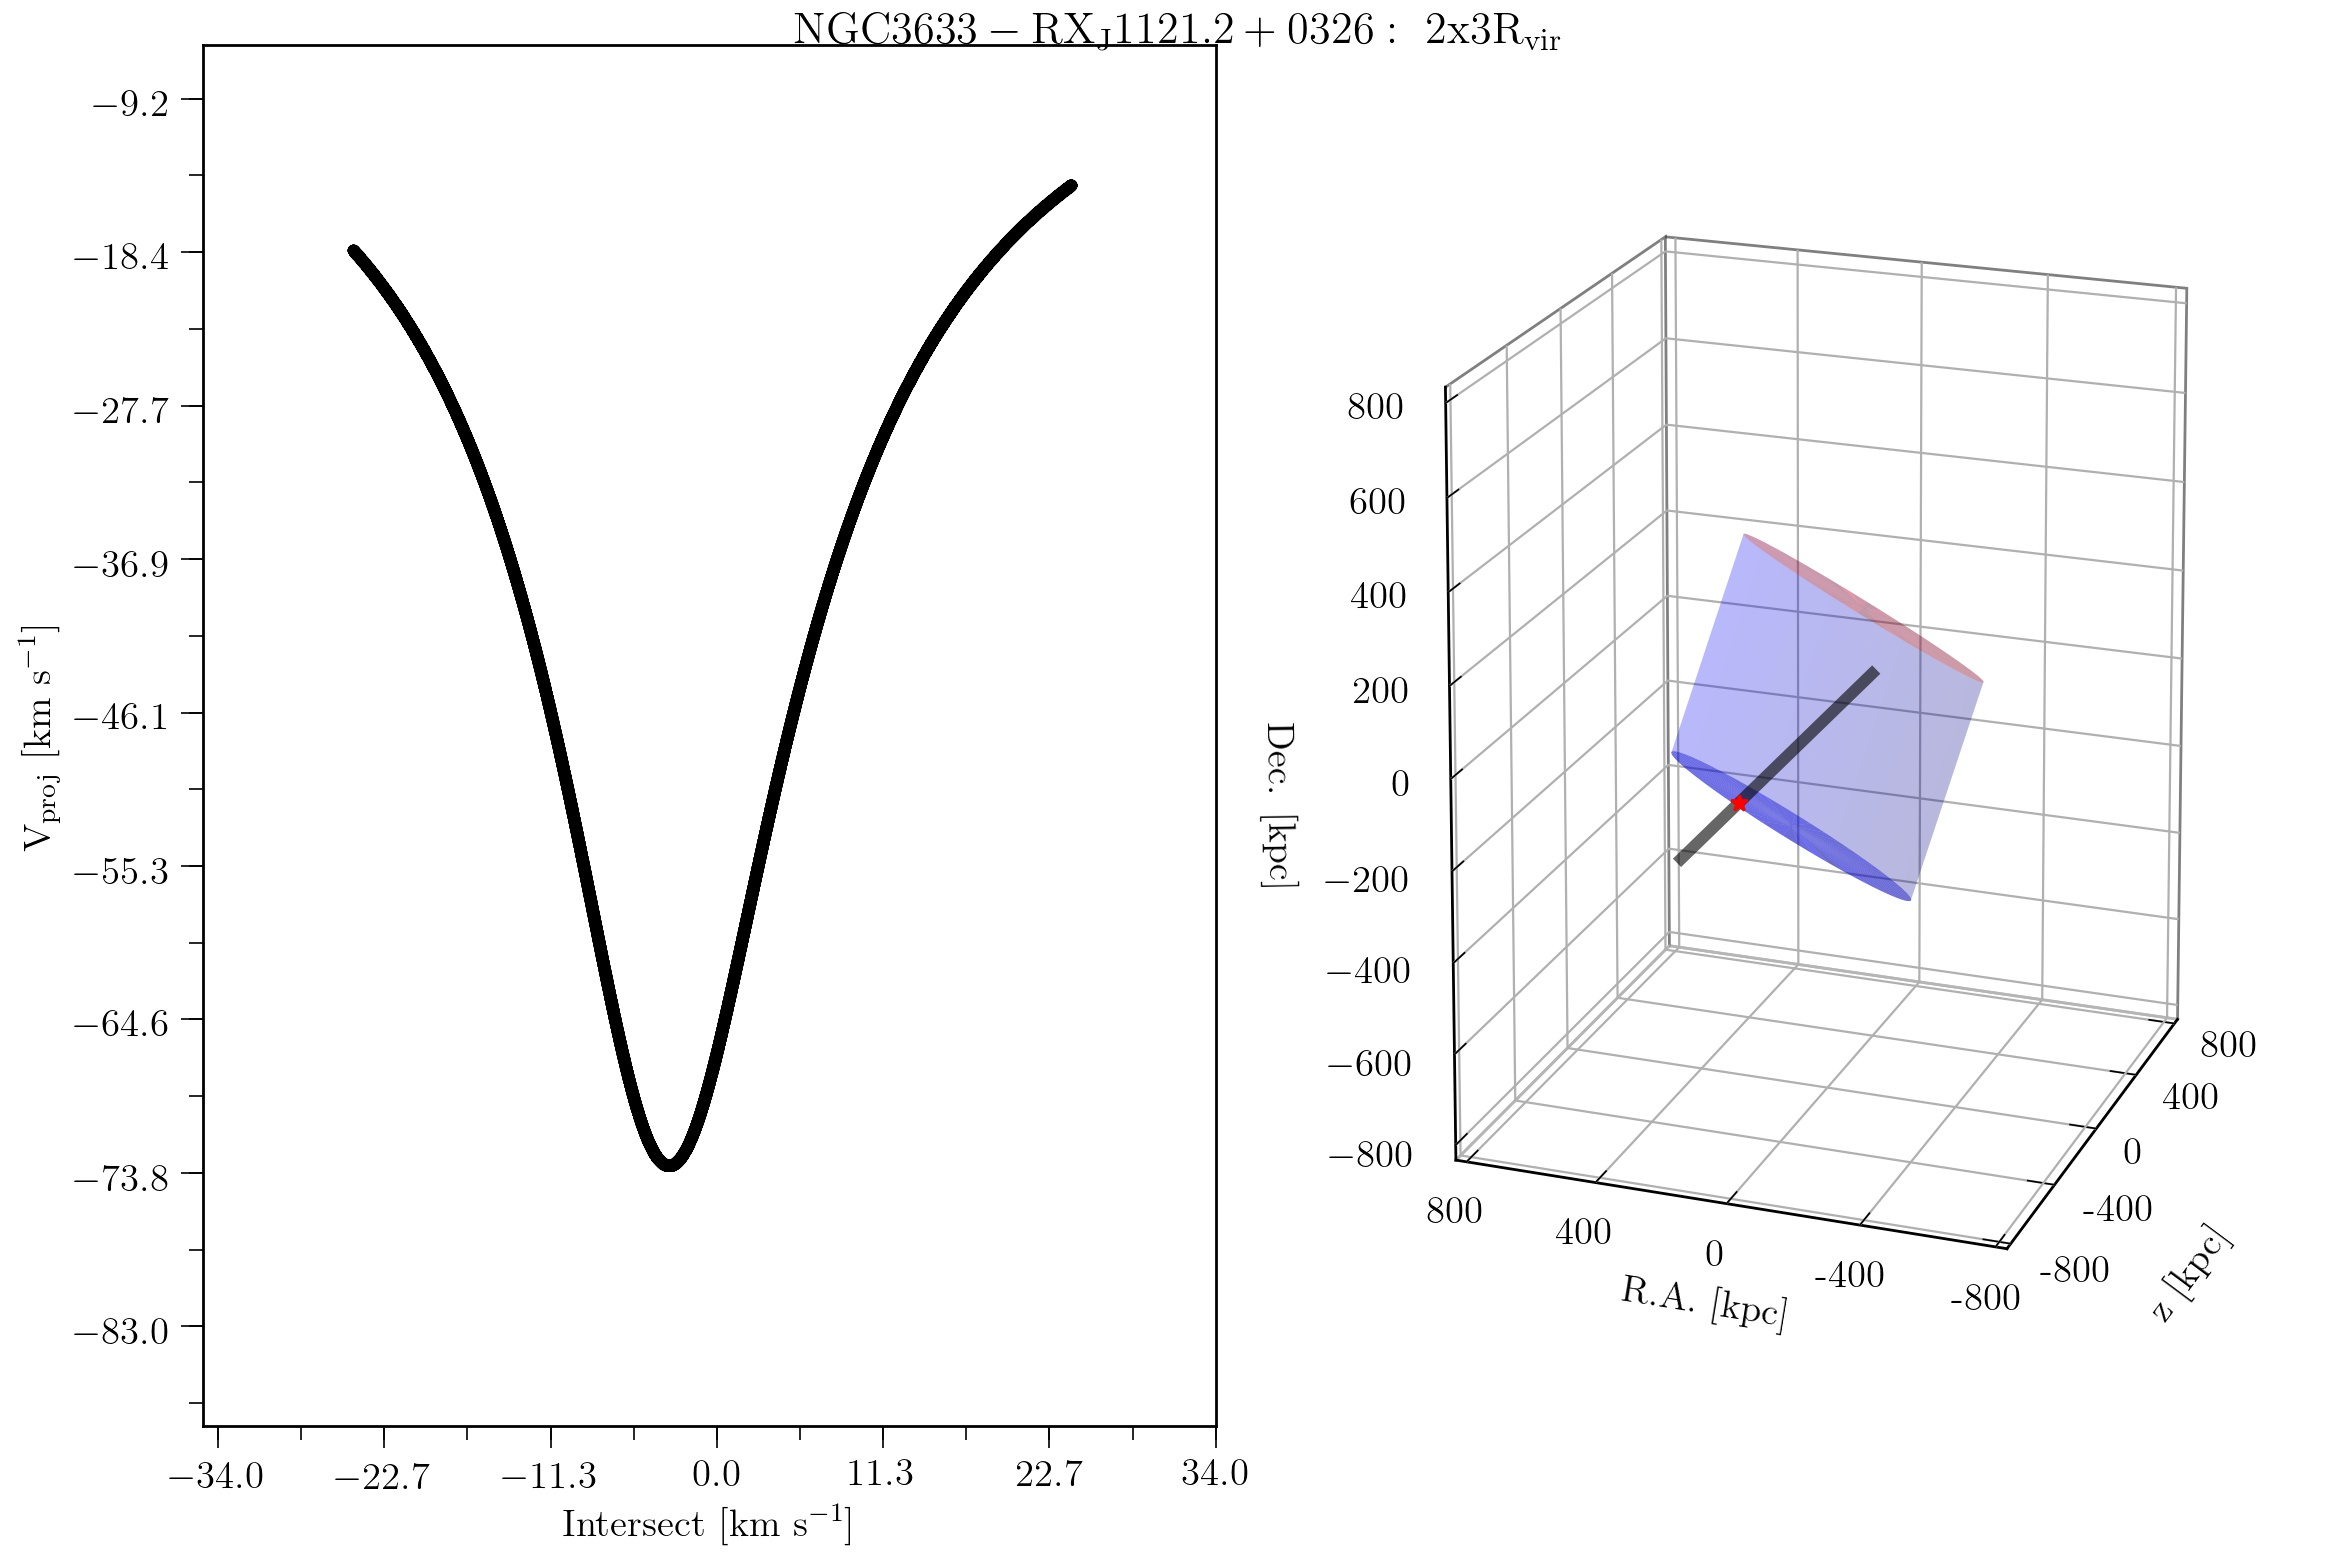 NGC3633 − RX_J1121.2 + 0326 : 2x3R_vir
−9.2
−18.4
−27.7
−36.9
−46.1
−55.3
−64.6
−73.8
−83.0
V_proj [km s^−1]
−34.0 −22.7 −11.3 0.0 11.3 22.7 34.0
Intersect [km s^−1]
Dec. [kpc]
800
600
400
200
0
−200
−400
−600
−800
800 400 0 -400 -800
R.A. [kpc]
800
400
0
-400
-800
z [kpc]